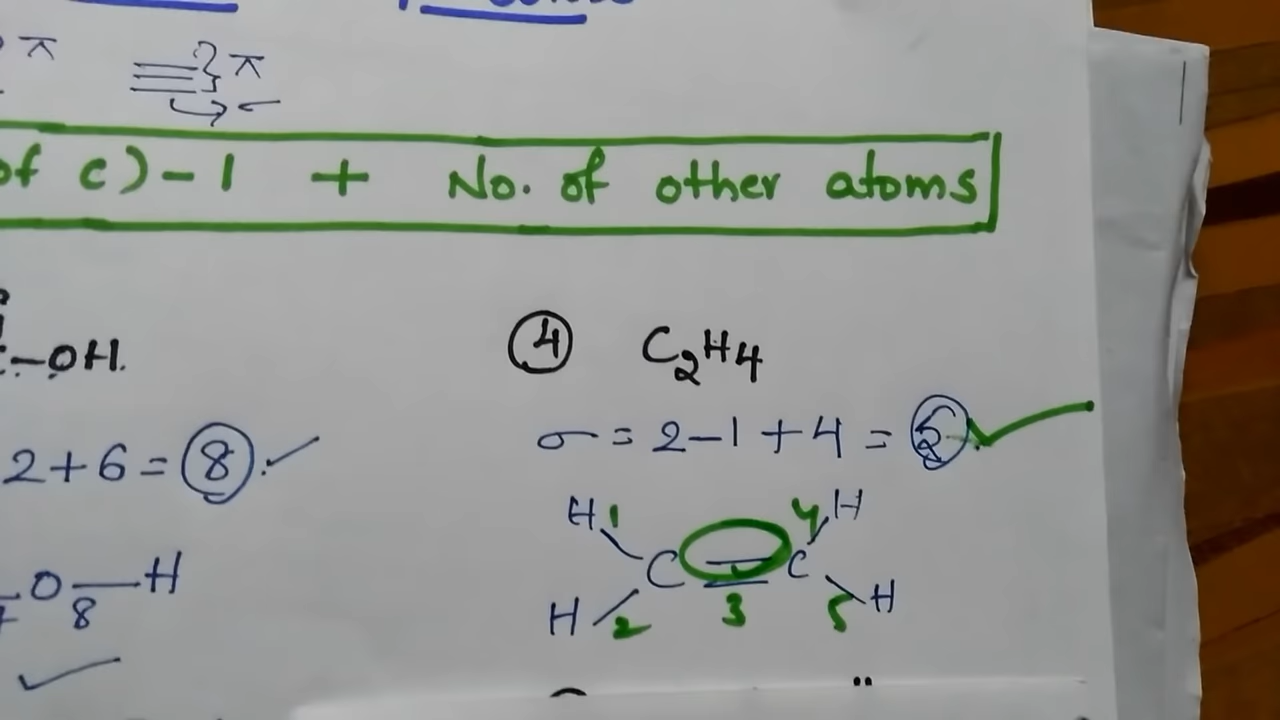 π } π
of c) - 1 + No. of other atoms
-OH. ④ C₂H₄
σ = 2-1+4 = 5 ✓
2+6 = 8 ✓
H 1 4 H
C = C
O - H
8
H 2 3 5 H